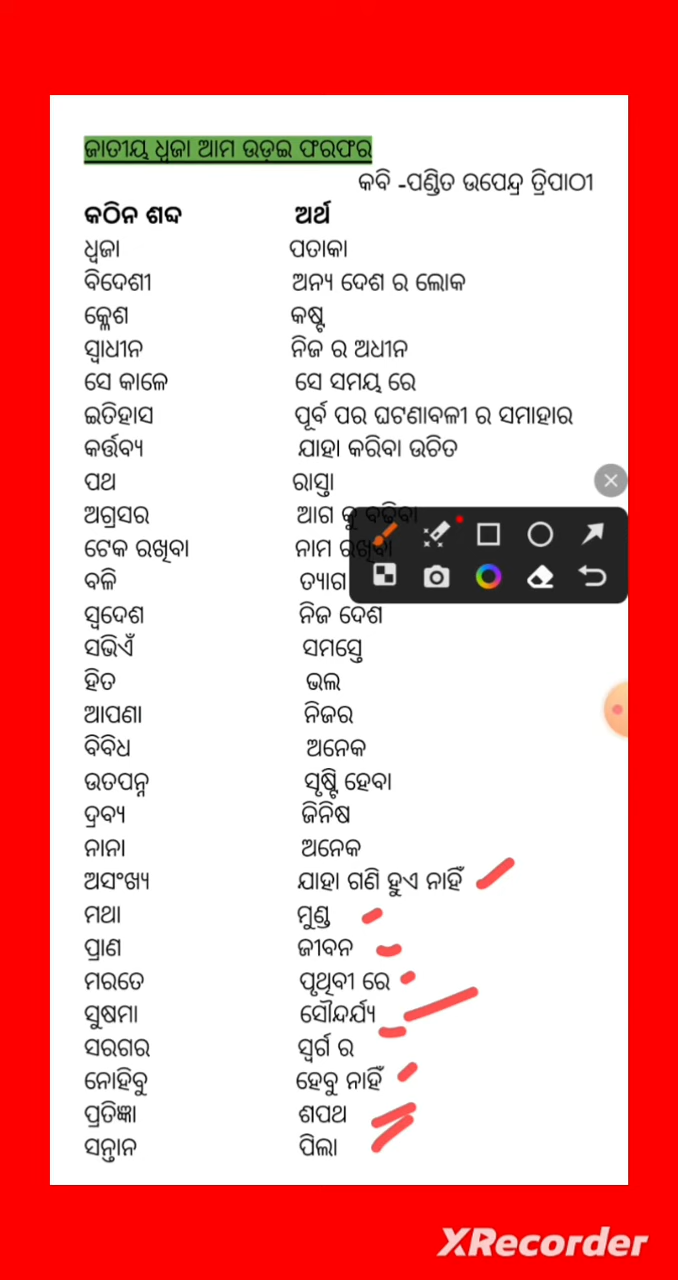 ଜାତୀୟ ଧ୍ୱଜା ଆମ ଉଡ଼ଇ ଫରଫର
କବି -ପଣ୍ଡିତ ଉପେନ୍ଦ୍ର ତ୍ରିପାଠୀ
କଠିନ ଶବ୍ଦ ଅର୍ଥ
ଧ୍ୱଜା ପତାକା
ବିଦେଶୀ ଅନ୍ୟ ଦେଶ ର ଲୋକ
କ୍ଳେଶ କଷ୍ଟ
ସ୍ୱାଧୀନ ନିଜ ର ଅଧୀନ
ସେ କାଳେ ସେ ସମୟ ରେ
ଇତିହାସ ପୂର୍ବ ପର ଘଟଣାବଳୀ ର ସମାହାର
କର୍ତ୍ତବ୍ୟ ଯାହା କରିବା ଉଚିତ
ପଥ ରାସ୍ତା
ଅଗ୍ରସର ଆଗ କୁ ବଢିବା
ଟେକ ରଖିବା ନାମ ରଖିବା
ବଳି ତ୍ୟାଗ
ସ୍ୱଦେଶ ନିଜ ଦେଶ
ସଭିଏଁ ସମସ୍ତେ
ହିତ ଭଲ
ଆପଣା ନିଜର
ବିବିଧ ଅନେକ
ଉତପନ୍ନ ସୃଷ୍ଟି ହେବା
ଦ୍ରବ୍ୟ ଜିନିଷ
ନାନା ଅନେକ
ଅସଂଖ୍ୟ ଯାହା ଗଣି ହୁଏ ନାହିଁ
ମଥା ମୁଣ୍ଡ
ପ୍ରାଣ ଜୀବନ
ମରତେ ପୃଥିବୀ ରେ
ସୁଷମା ସୌନ୍ଦର୍ଯ୍ୟ
ସରଗର ସ୍ୱର୍ଗ ର
ନୋହିବୁ ହେବୁ ନାହିଁ
ପ୍ରତିଜ୍ଞା ଶପଥ
ସନ୍ତାନ ପିଲା
XRecorder